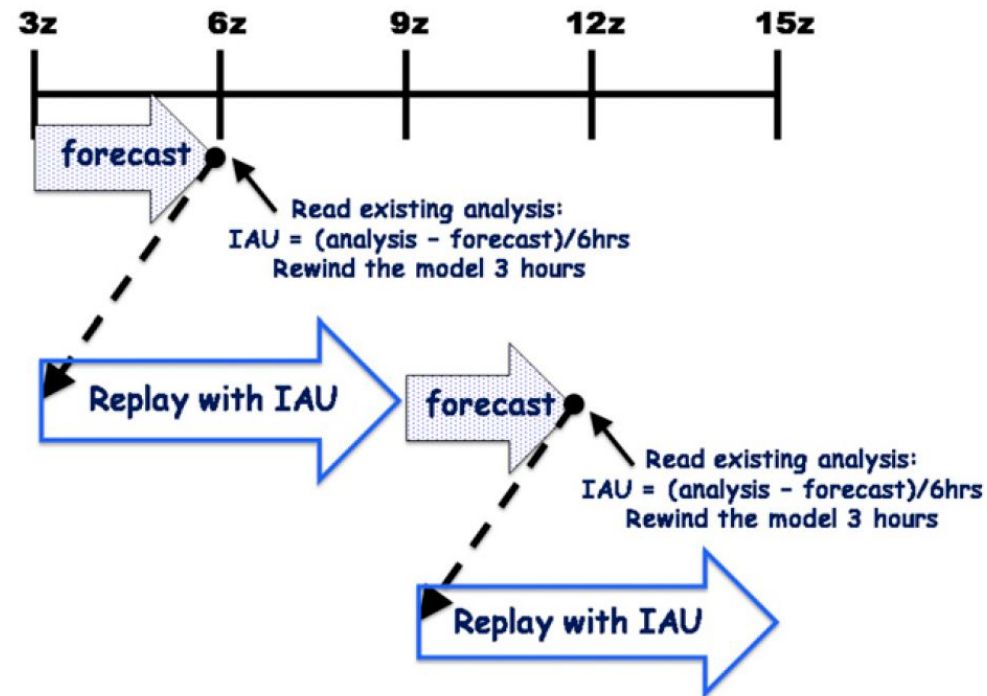 3z 6z 9z 12z 15z
forecast
Read existing analysis:
IAU = (analysis - forecast)/6hrs
Rewind the model 3 hours
Replay with IAU
forecast
Read existing analysis:
IAU = (analysis - forecast)/6hrs
Rewind the model 3 hours
Replay with IAU